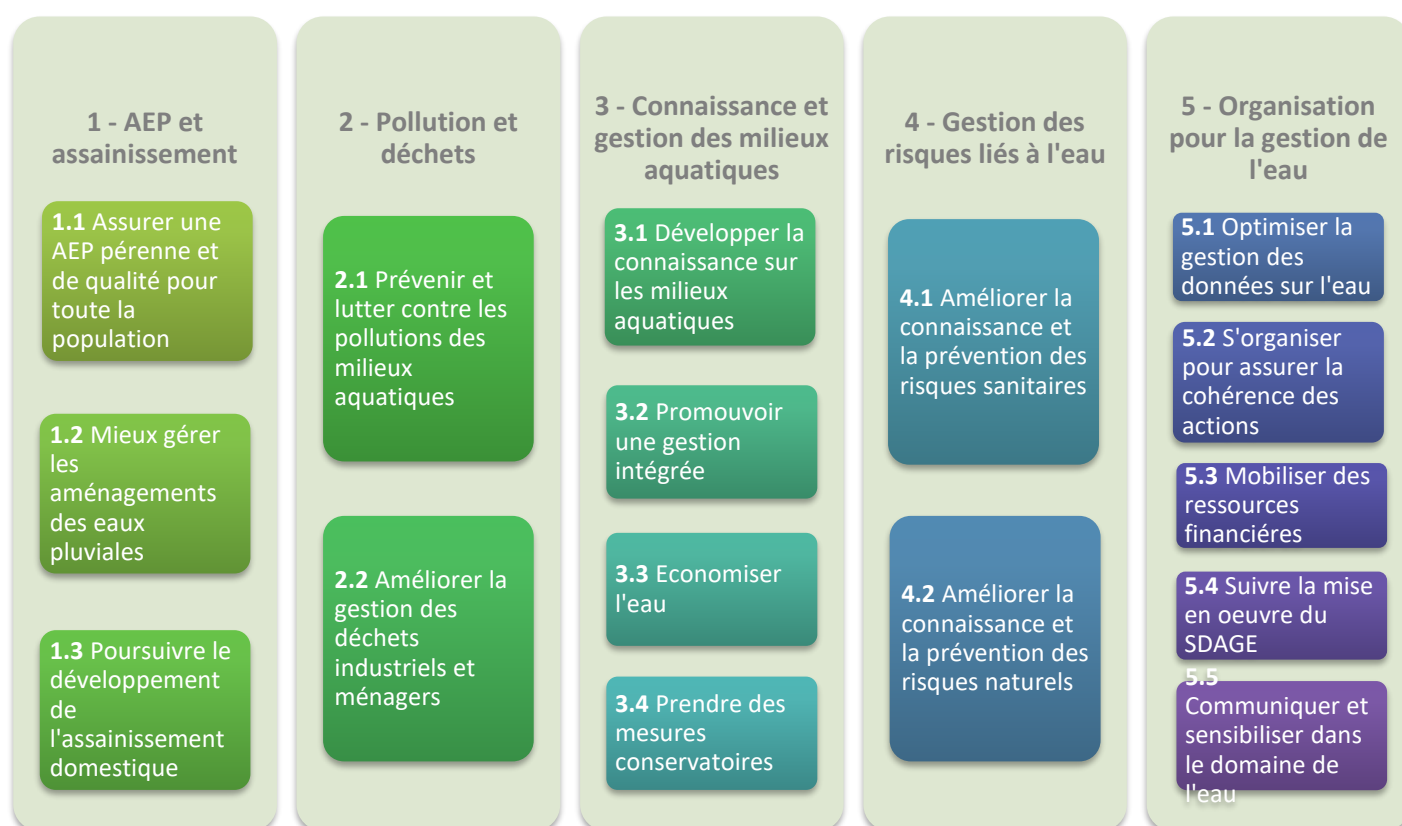 1 - AEP et
assainissement
1.1 Assurer une
AEP pérenne et
de qualité pour
toute la
population
1.2 Mieux gérer
les
aménagements
des eaux
pluviales
1.3 Poursuivre le
développement
de
l'assainissement
domestique
2 - Pollution et
déchets
2.1 Prévenir et
lutter contre les
pollutions des
milieux
aquatiques
2.2 Améliorer la
gestion des
déchets
industriels et
ménagers
3 - Connaissance et
gestion des milieux
aquatiques
3.1 Développer la
connaissance sur
les milieux
aquatiques
3.2 Promouvoir
une gestion
intégrée
3.3 Economiser
l'eau
3.4 Prendre des
mesures
conservatoires
4 - Gestion des
risques liés à l'eau
4.1 Améliorer la
connaissance et
la prévention des
risques sanitaires
4.2 Améliorer la
connaissance et
la prévention des
risques naturels
5 - Organisation
pour la gestion de
l'eau
5.1 Optimiser la
gestion des
données sur l'eau
5.2 S'organiser
pour assurer la
cohérence des
actions
5.3 Mobiliser des
ressources
financiéres
5.4 Suivre la mise
en oeuvre du
SDAGE
5.5
Communiquer et
sensibiliser dans
le domaine de
l'eau